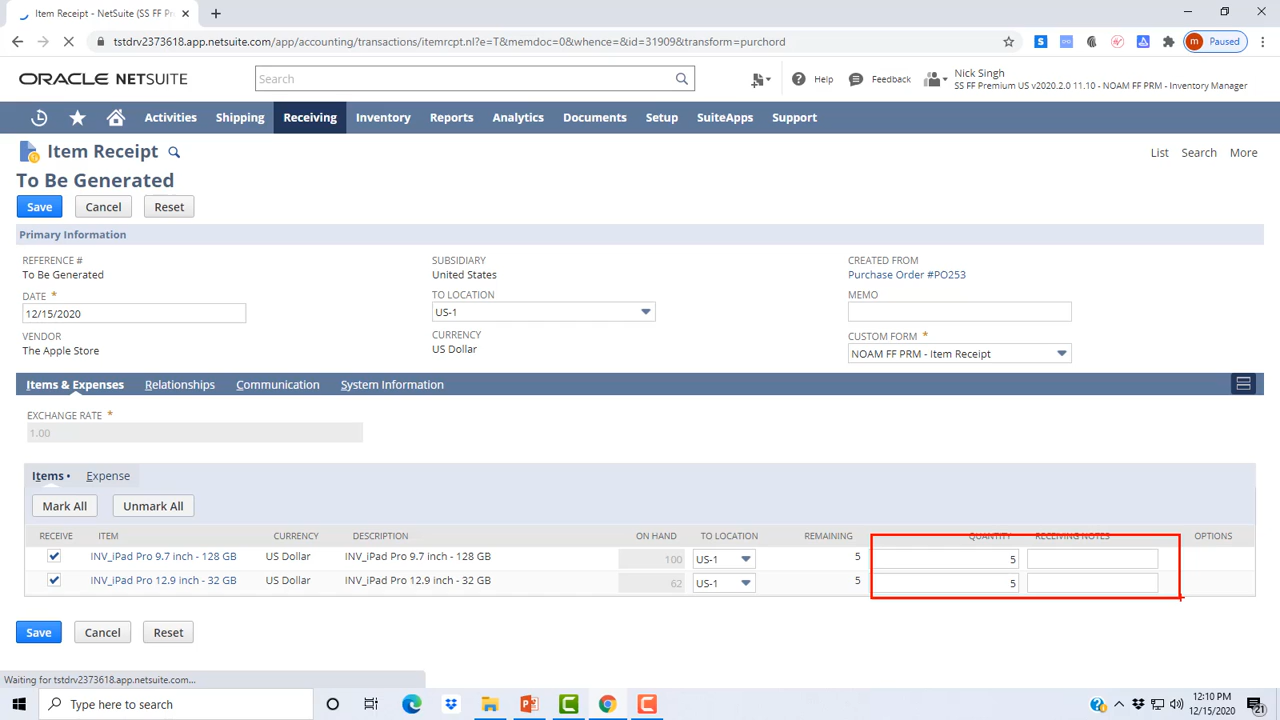 Item Receipt - NetSuite (SS FF Pr
tstdrv2373618.app.netsuite.com/app/accounting/transactions/itemrcpt.nl?e=T&memdoc=0&whence=&id=31909&transform=purchord
m Paused
ORACLE NETSUITE
Search
Help
Feedback
Nick Singh
SS FF Premium US v2020.2.0 11.10 - NOAM FF PRM - Inventory Manager
Activities Shipping Receiving Inventory Reports Analytics Documents Setup SuiteApps Support
Item Receipt
List Search More
To Be Generated
Save Cancel Reset
Primary Information
REFERENCE #
To Be Generated
DATE *
12/15/2020
VENDOR
The Apple Store
SUBSIDIARY
United States
TO LOCATION
US-1
CURRENCY
US Dollar
CREATED FROM
Purchase Order #PO253
MEMO
CUSTOM FORM *
NOAM FF PRM - Item Receipt
Items & Expenses Relationships Communication System Information
EXCHANGE RATE *
1.00
Items • Expense
Mark All Unmark All
RECEIVE ITEM CURRENCY DESCRIPTION ON HAND TO LOCATION REMAINING QUANTITY RECEIVING NOTES OPTIONS
INV_iPad Pro 9.7 inch - 128 GB US Dollar INV_iPad Pro 9.7 inch - 128 GB 100 US-1 5 5
INV_iPad Pro 12.9 inch - 32 GB US Dollar INV_iPad Pro 12.9 inch - 32 GB 62 US-1 5 5
Save Cancel Reset
Waiting for tstdrv2373618.app.netsuite.com...
Type here to search
12:10 PM
12/15/2020
21